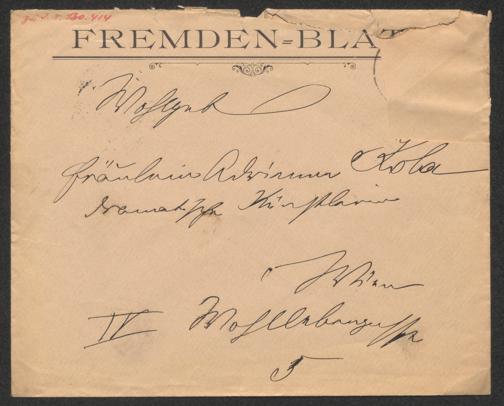 FREMDEN-BLA
Wohlgeb
Fräulein Adrienne Kola
dramatische Künstlerin
Wien
IV Wohllebengasse
5